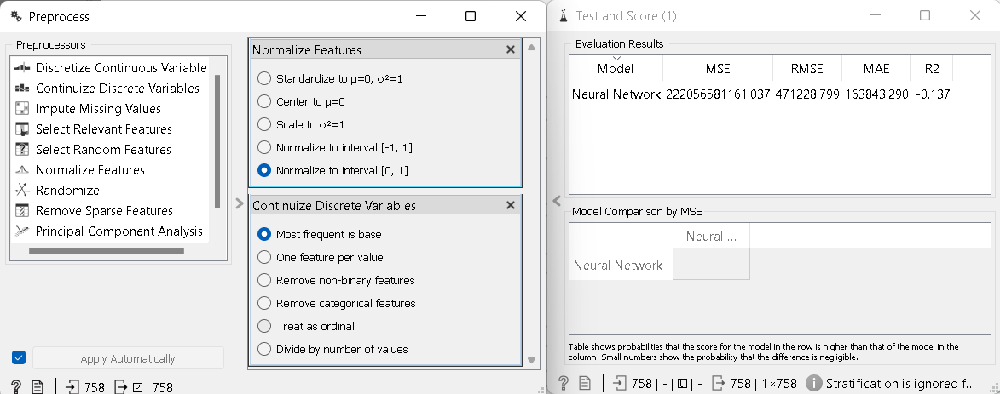 Preprocess
Preprocessors
Discretize Continuous Variable
Continuize Discrete Variables
Impute Missing Values
Select Relevant Features
Select Random Features
Normalize Features
Randomize
Remove Sparse Features
Principal Component Analysis
Apply Automatically
? 758 | 758
Normalize Features
Standardize to μ=0, σ²=1
Center to μ=0
Scale to σ²=1
Normalize to interval [-1, 1]
Normalize to interval [0, 1]
Continuize Discrete Variables
Most frequent is base
One feature per value
Remove non-binary features
Remove categorical features
Treat as ordinal
Divide by number of values
Test and Score (1)
Evaluation Results
Model MSE RMSE MAE R2
Neural Network 222056581161.037 471228.799 163843.290 -0.137
Model Comparison by MSE
Neural ...
Neural Network
Table shows probabilities that the score for the model in the row is higher than that of the model in the
column. Small numbers show the probability that the difference is negligible.
? 758 | - | L | - 758 | 1×758 Stratification is ignored f...